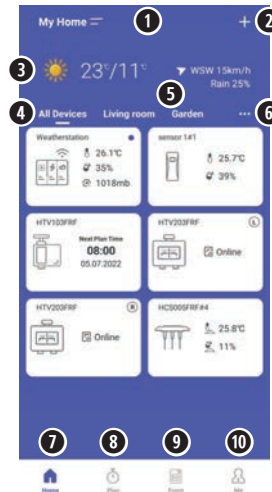 My Home
1
2
3
23°/11°
WSW 15km/h
Rain 25%
4
5
6
All Devices Living room Garden
Weatherstation
26.1°C
35%
1018mb
sensor 1#1
25.7°C
39%
HTV103FRF
Next Plan Time
08:00
05.07.2022
HTV203FRF
L
Online
HTV203FRF
R
Online
HCS005FRF#4
25.8°C
11%
7
8
9
10
Home
Plan
Me